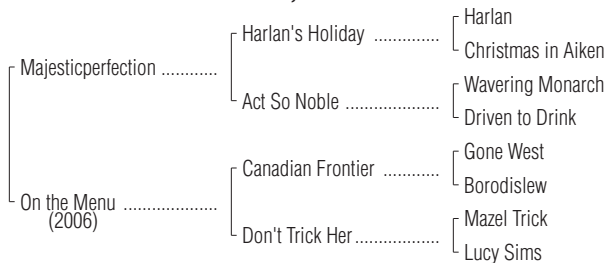 Harlan
Harlan's Holiday ..............
Christmas in Aiken
Majesticperfection ............
Wavering Monarch
Act So Noble ....................
Driven to Drink
Gone West
Canadian Frontier ............
Borodislew
On the Menu ....................
(2006)
Mazel Trick
Don't Trick Her..................
Lucy Sims